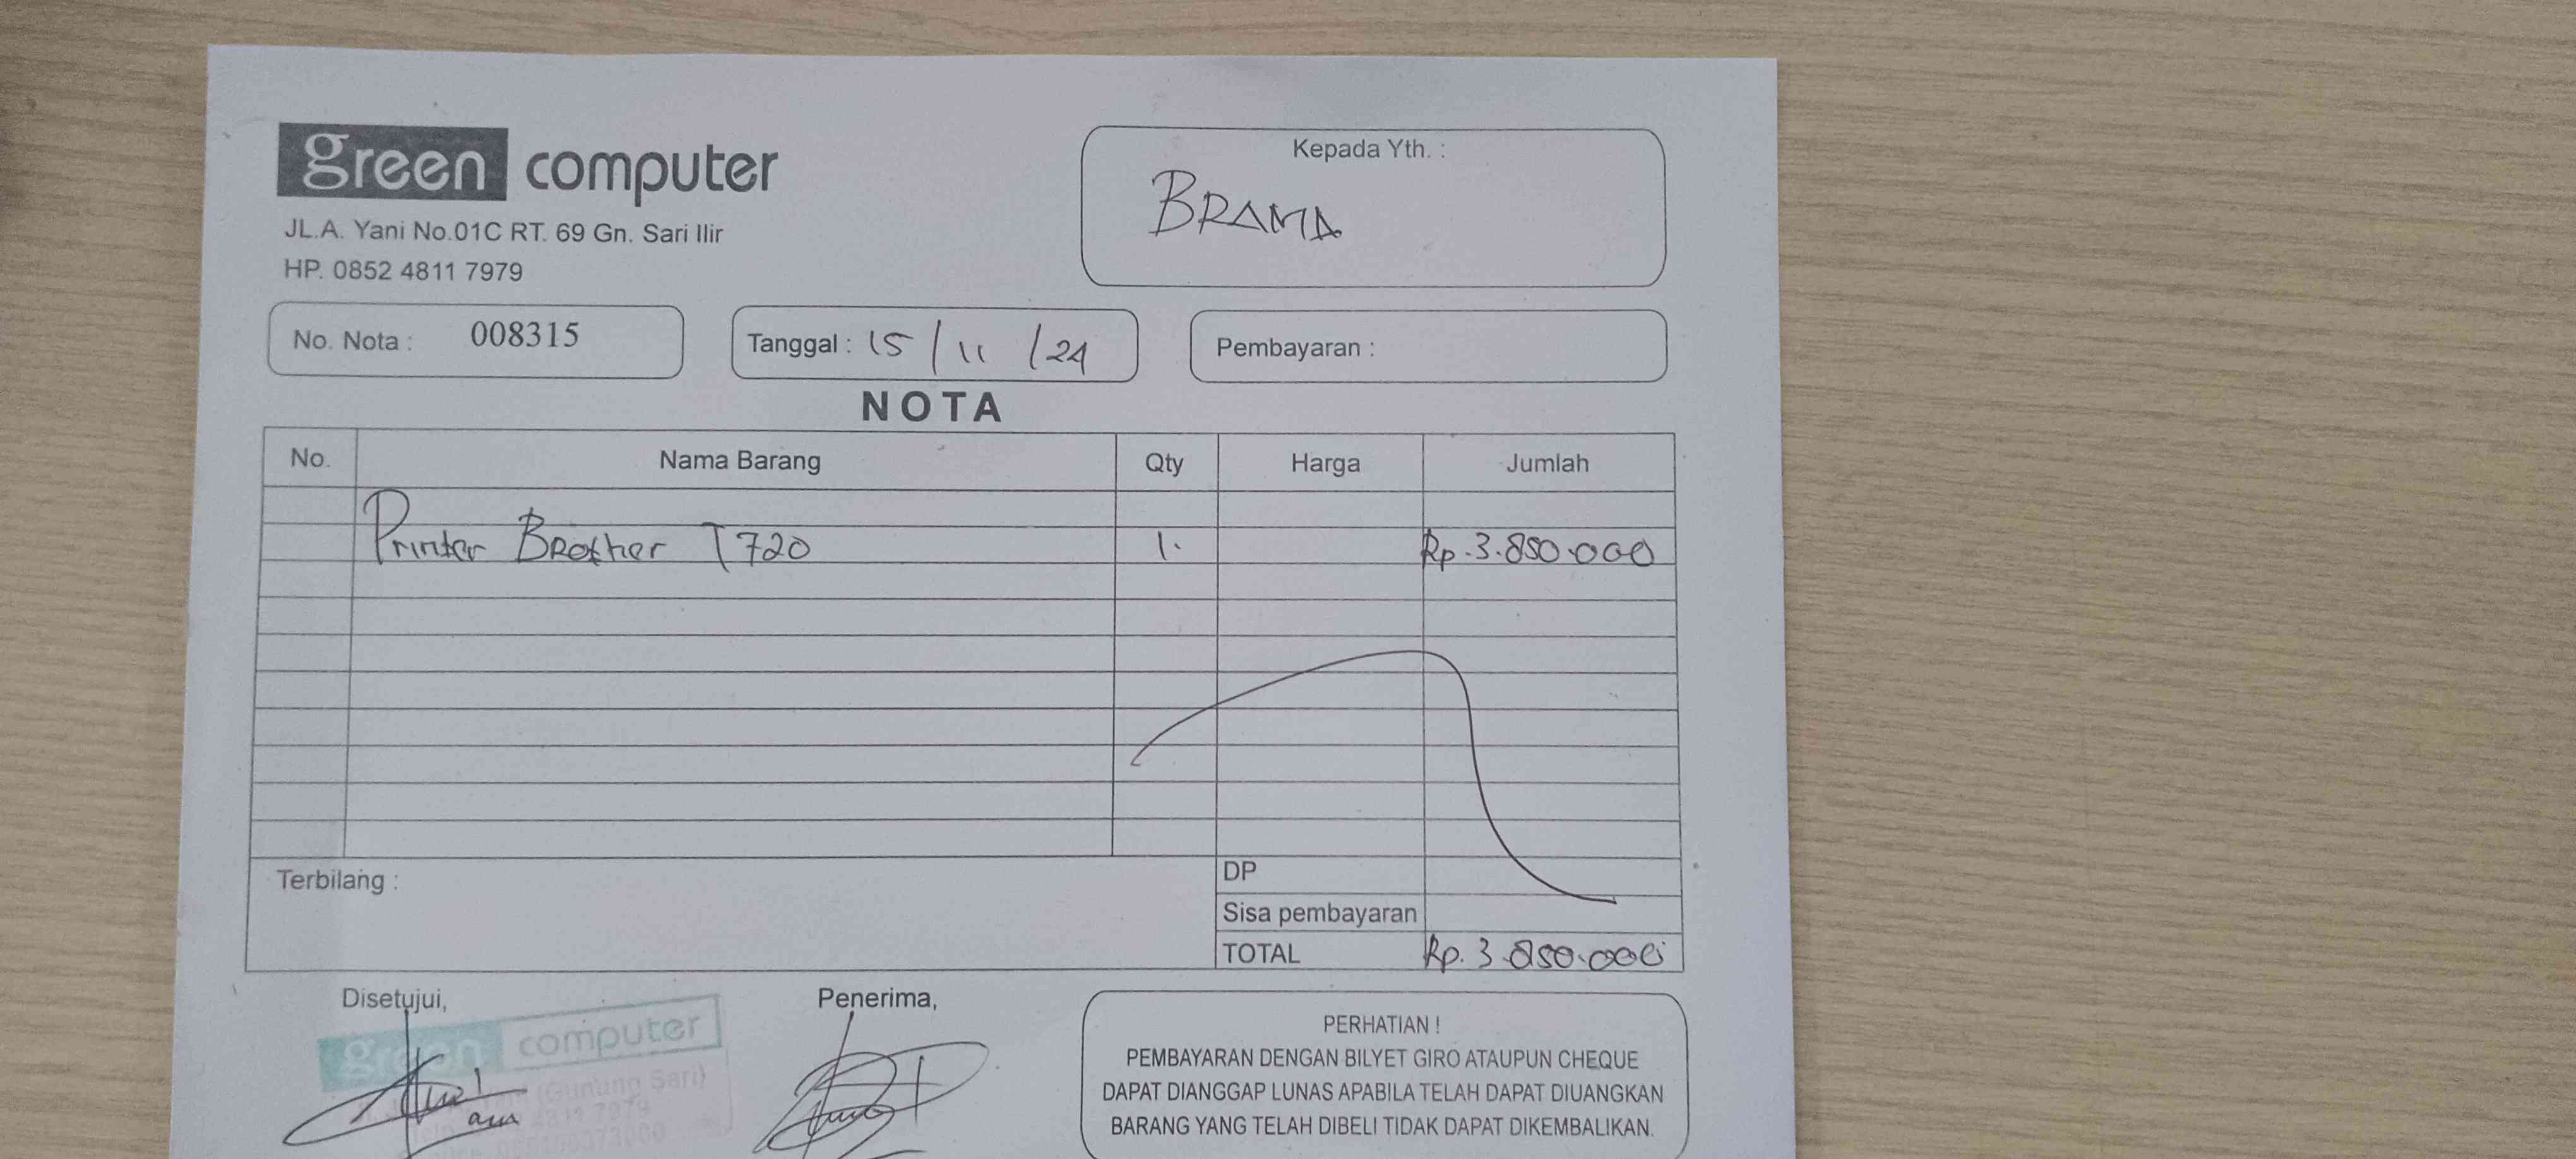 green computer
JL.A. Yani No.01C RT. 69 Gn. Sari Ilir
HP. 0852 4811 7979
Kepada Yth. :
BRAMA
No. Nota : 008315
Tanggal : 15 / 11 / 24
Pembayaran :
NOTA
No. Nama Barang Qty Harga Jumlah
Printer Brother T 720 1. Rp.3.850.000
Terbilang :
DP
Sisa pembayaran
TOTAL Rp. 3.850.000
Disetujui,
Penerima,
green computer
(Gunung Sari)
PERHATIAN !
PEMBAYARAN DENGAN BILYET GIRO ATAUPUN CHEQUE
DAPAT DIANGGAP LUNAS APABILA TELAH DAPAT DIUANGKAN
BARANG YANG TELAH DIBELI TIDAK DAPAT DIKEMBALIKAN.